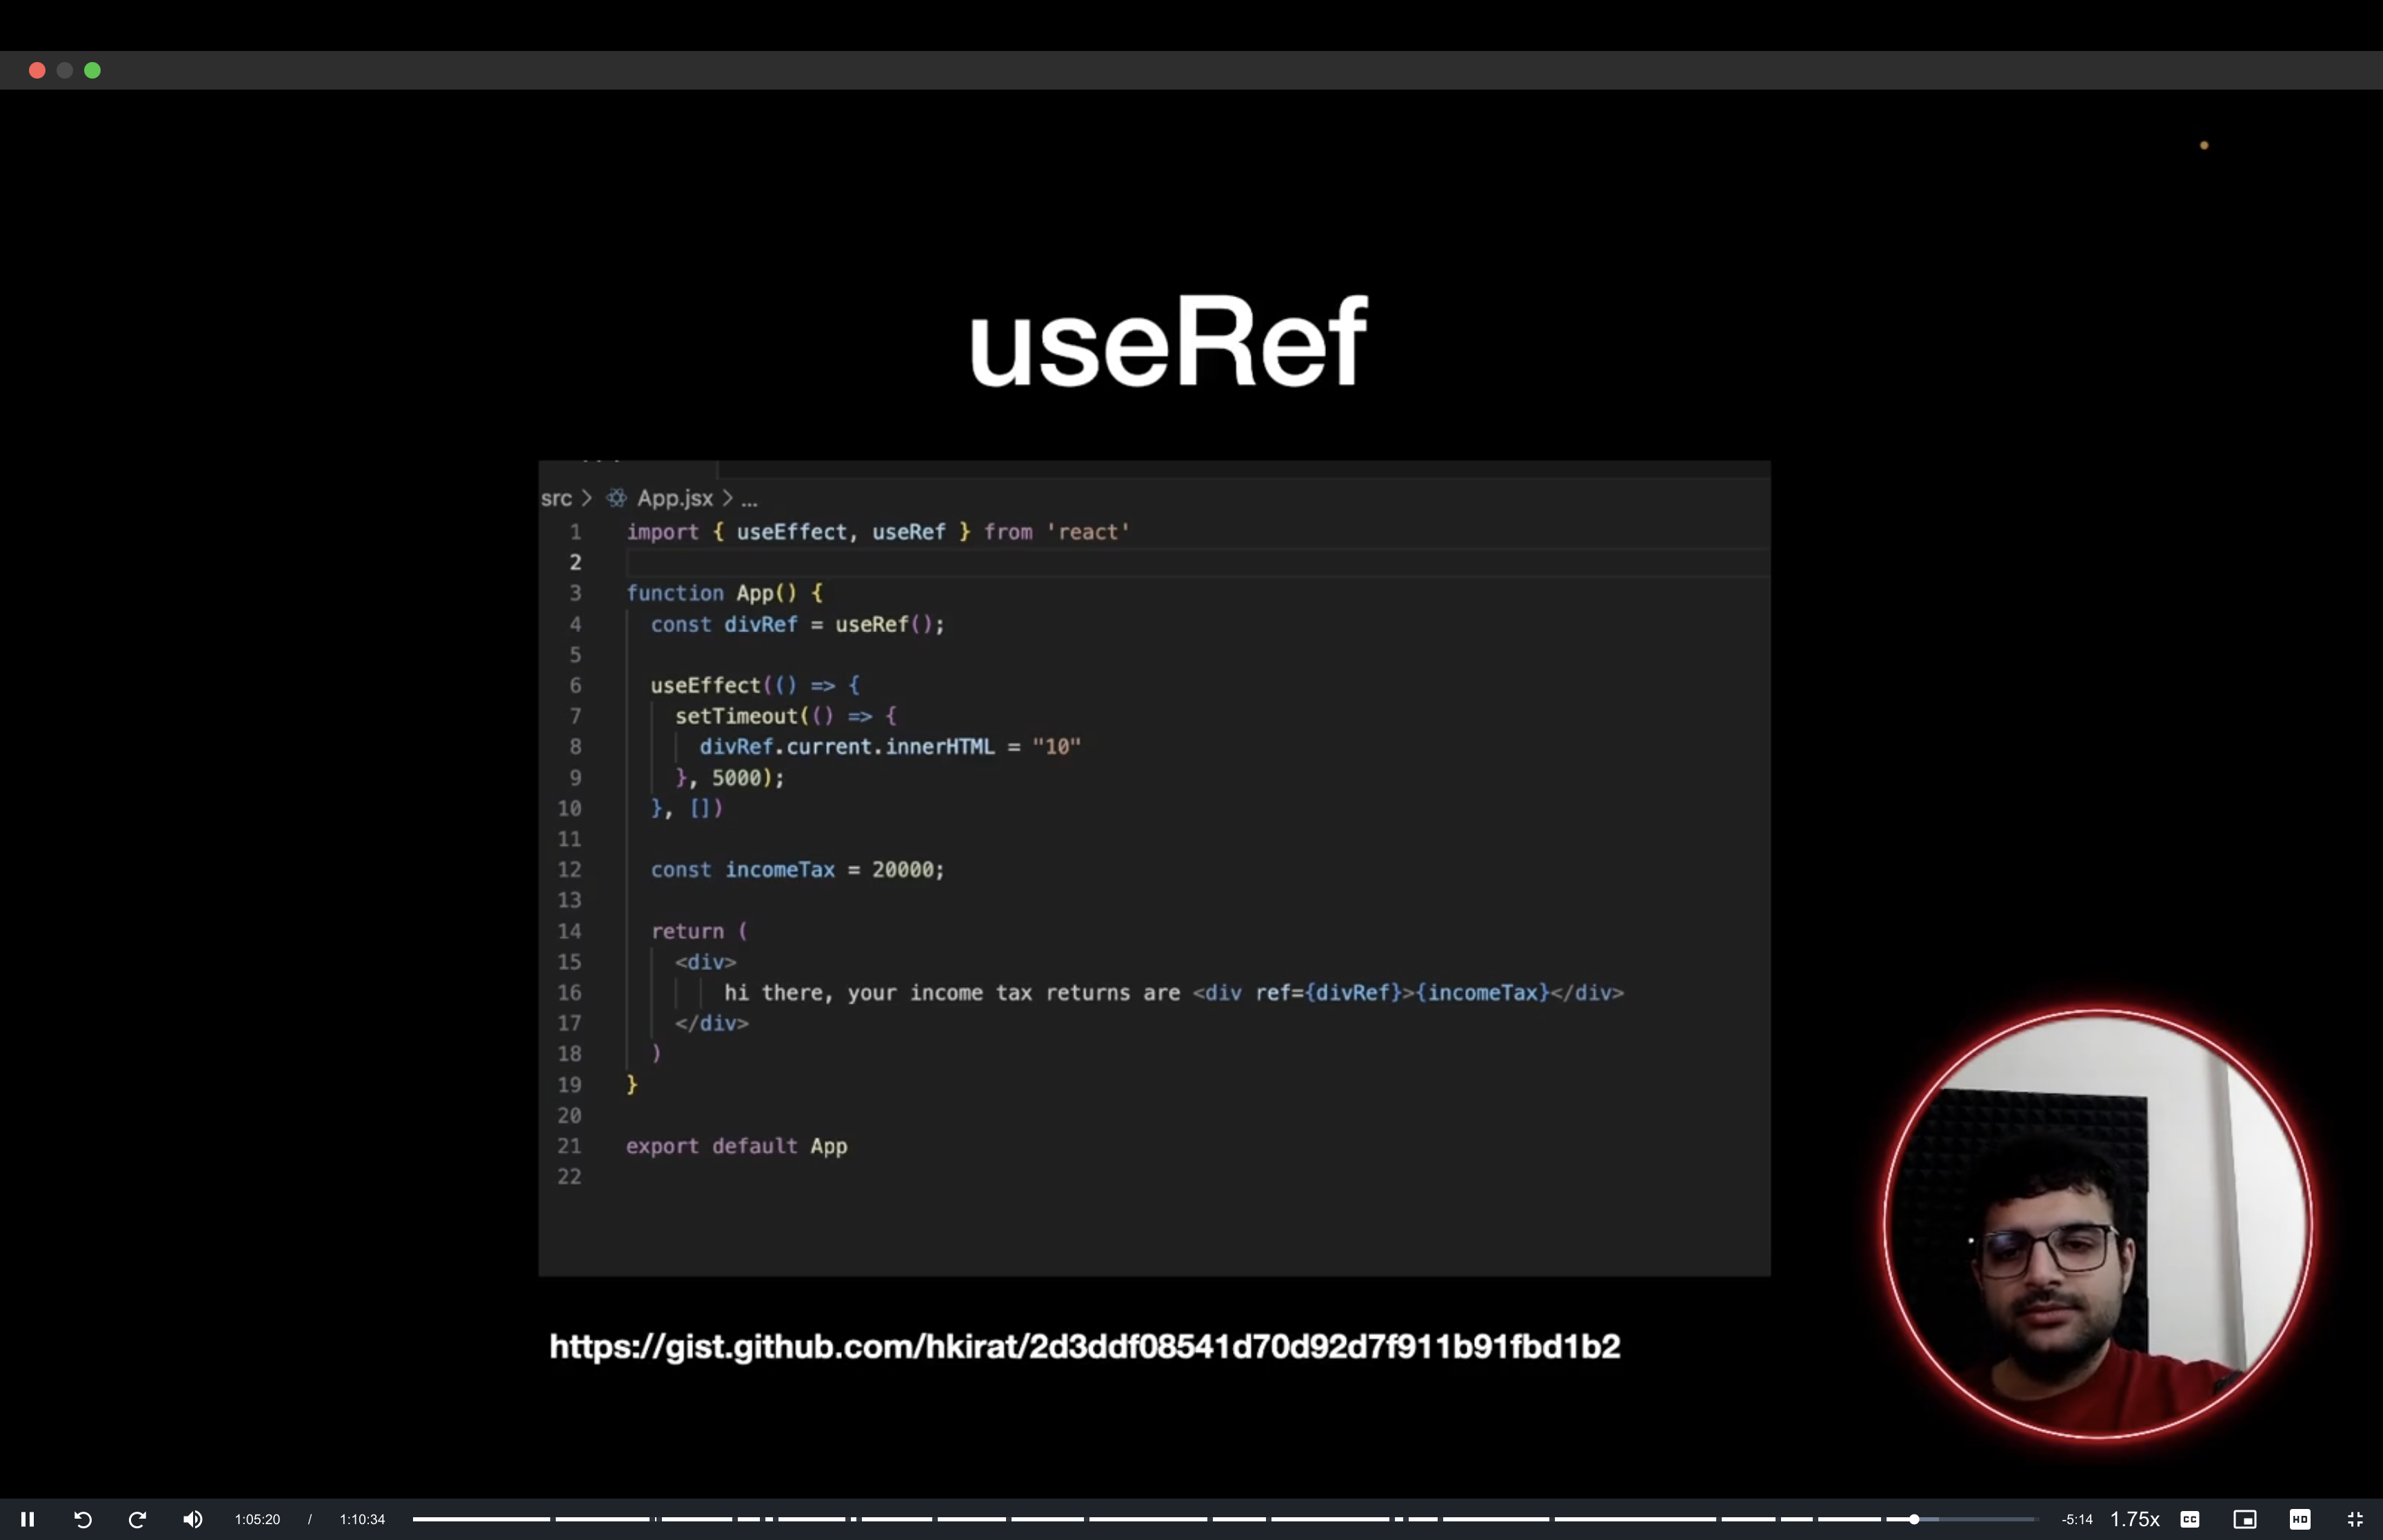 useRef
src > App.jsx > ...
1 import { useEffect, useRef } from 'react'
2
3 function App() {
4 const divRef = useRef();
5
6 useEffect(() => {
7 setTimeout(() => {
8 divRef.current.innerHTML = "10"
9 }, 5000);
10 }, [])
11
12 const incomeTax = 20000;
13
14 return (
15 <div>
16 hi there, your income tax returns are <div ref={divRef}>{incomeTax}</div>
17 </div>
18 )
19 }
20
21 export default App
22
https://gist.github.com/hkirat/2d3ddf08541d70d92d7f911b91fbd1b2
1:05:20 / 1:10:34 -5:14 1.75x CC HD